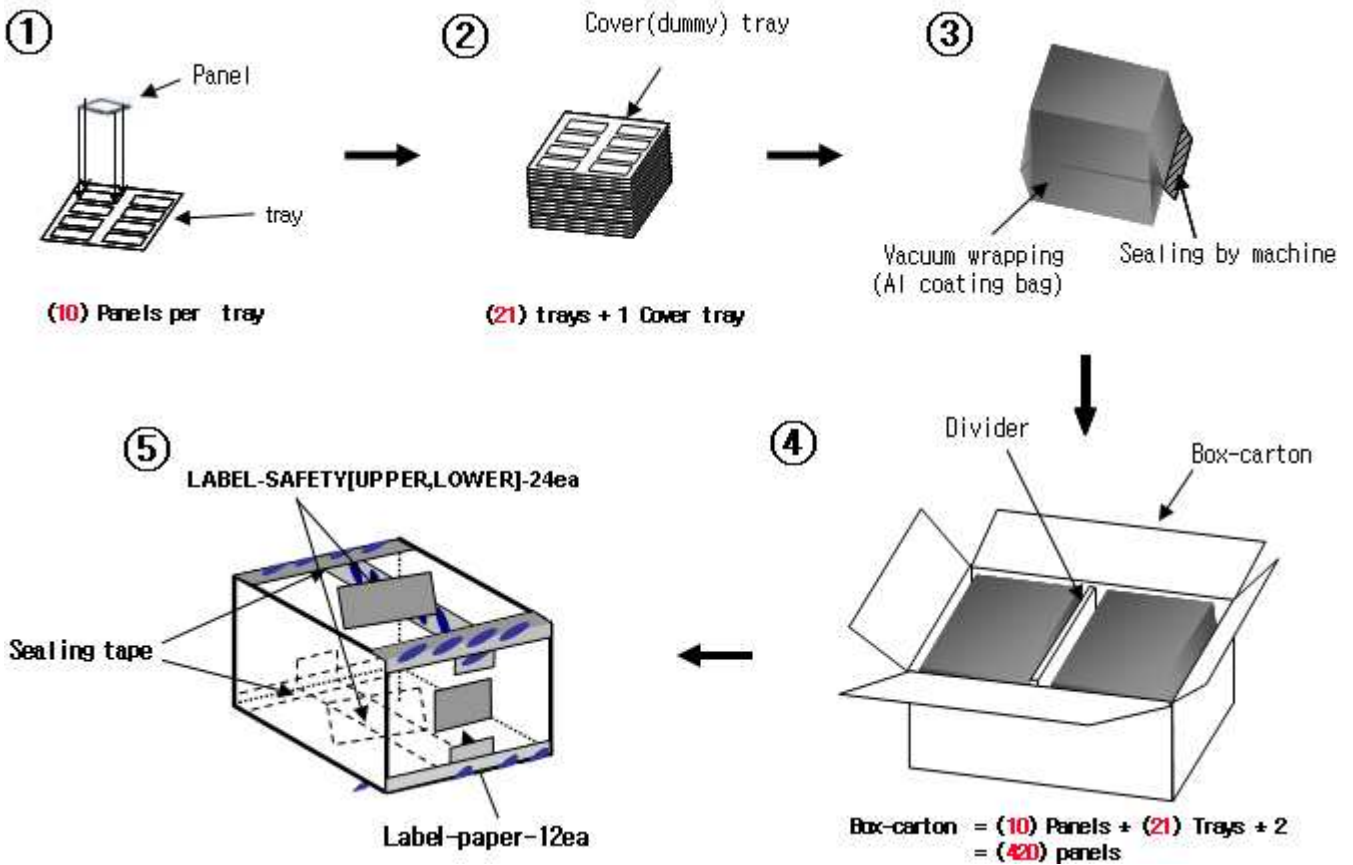 ①
Panel
tray
(10) Panels per tray
②
Cover(dummy) tray
(21) trays + 1 Cover tray
③
Vacuum wrapping
(Al coating bag)
Sealing by machine
④
Divider
Box-carton
Box-carton = (10) Panels + (21) Trays + 2
= (420) panels
⑤
LABEL-SAFETY[UPPER,LOWER]-24ea
Sealing tape
Label-paper-12ea